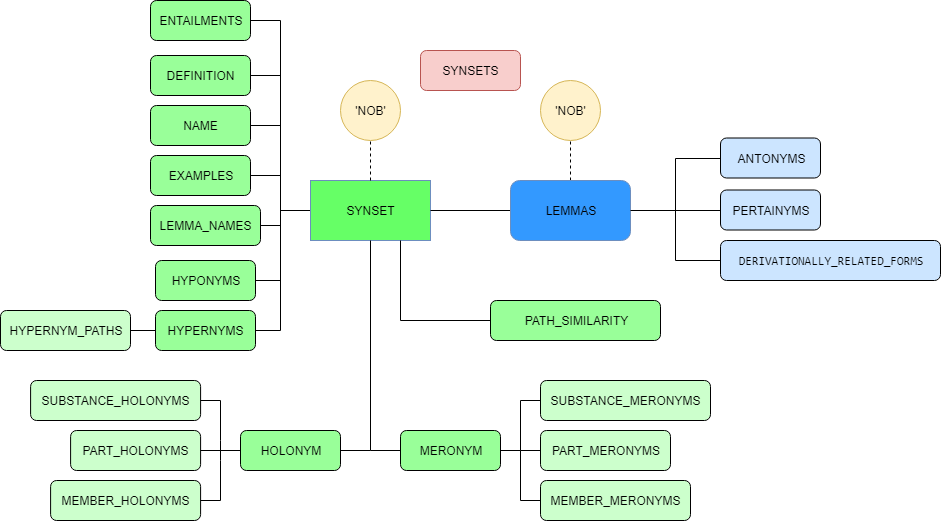 ENTAILMENTS
SYNSETS
DEFINITION
'NOB'
'NOB'
NAME
ANTONYMS
EXAMPLES
SYNSET
LEMMAS
PERTAINYMS
LEMMA_NAMES
DERIVATIONALLY_RELATED_FORMS
HYPONYMS
PATH_SIMILARITY
HYPERNYM_PATHS
HYPERNYMS
SUBSTANCE_HOLONYMS
SUBSTANCE_MERONYMS
PART_HOLONYMS
HOLONYM
MERONYM
PART_MERONYMS
MEMBER_HOLONYMS
MEMBER_MERONYMS